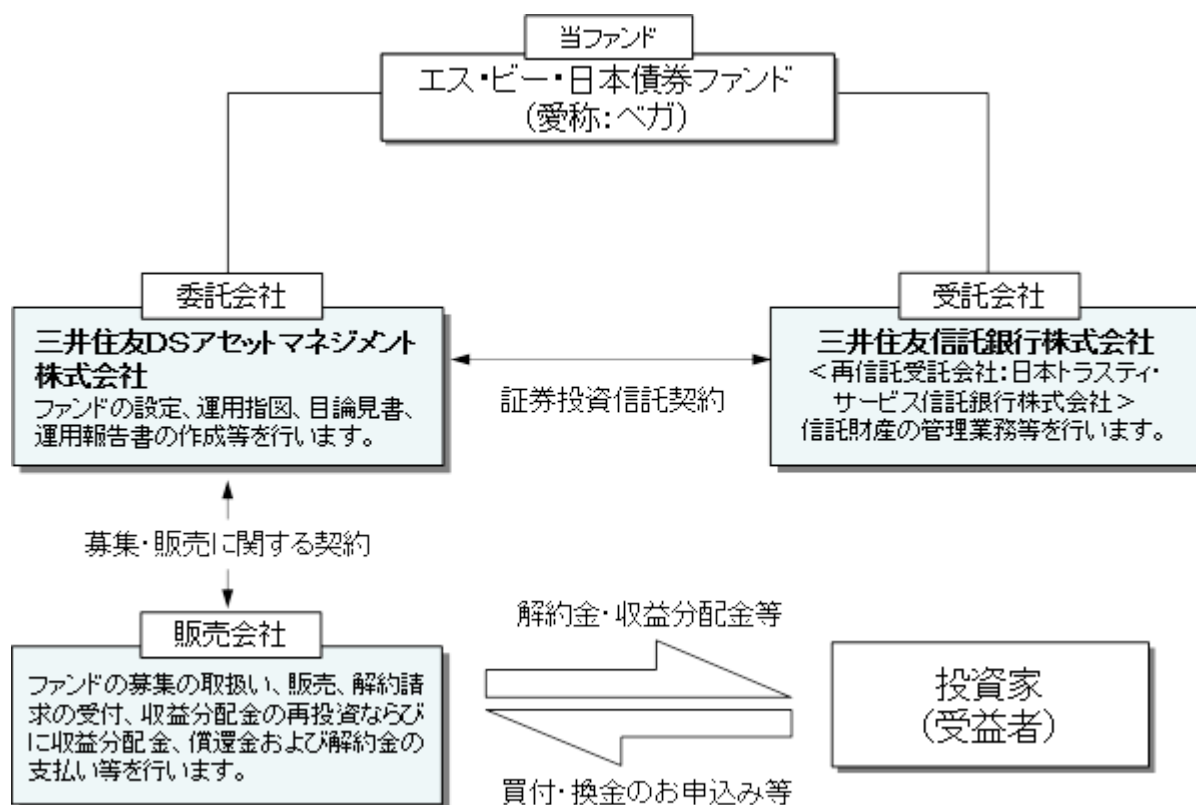 当ファンド
エス・ビー・日本債券ファンド
(愛称:ベガ)
委託会社
三井住友DSアセットマネジメント
株式会社
ファンドの設定、運用指図、目論見書、
運用報告書の作成等を行います。
証券投資信託契約
受託会社
三井住友信託銀行株式会社
<再信託受託会社:日本トラスティ・
サービス信託銀行株式会社>
信託財産の管理業務等を行います。
募集・販売に関する契約
販売会社
ファンドの募集の取扱い、販売、解約請
求の受付、収益分配金の再投資ならび
に収益分配金、償還金および解約金の
支払い等を行います。
解約金・収益分配金等
買付・換金のお申込み等
投資家
(受益者)